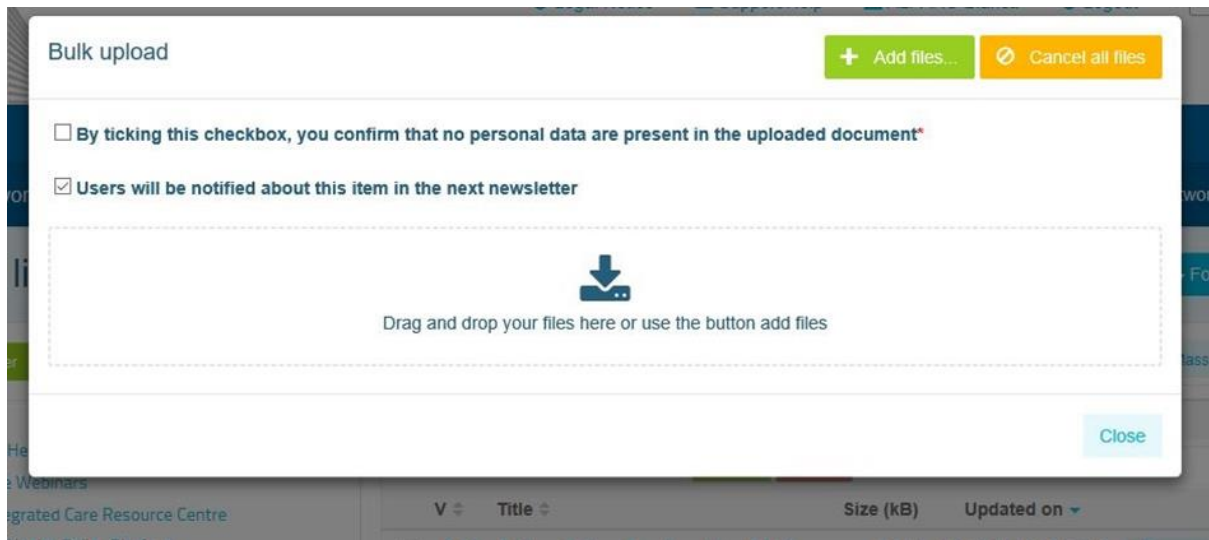 Bulk upload
Add files...
Cancel all files
By ticking this checkbox, you confirm that no personal data are present in the uploaded document*
Users will be notified about this item in the next newsletter
Drag and drop your files here or use the button add files
Close
Webinars
Integrated Care Resource Centre
V Title Size (kB) Updated on